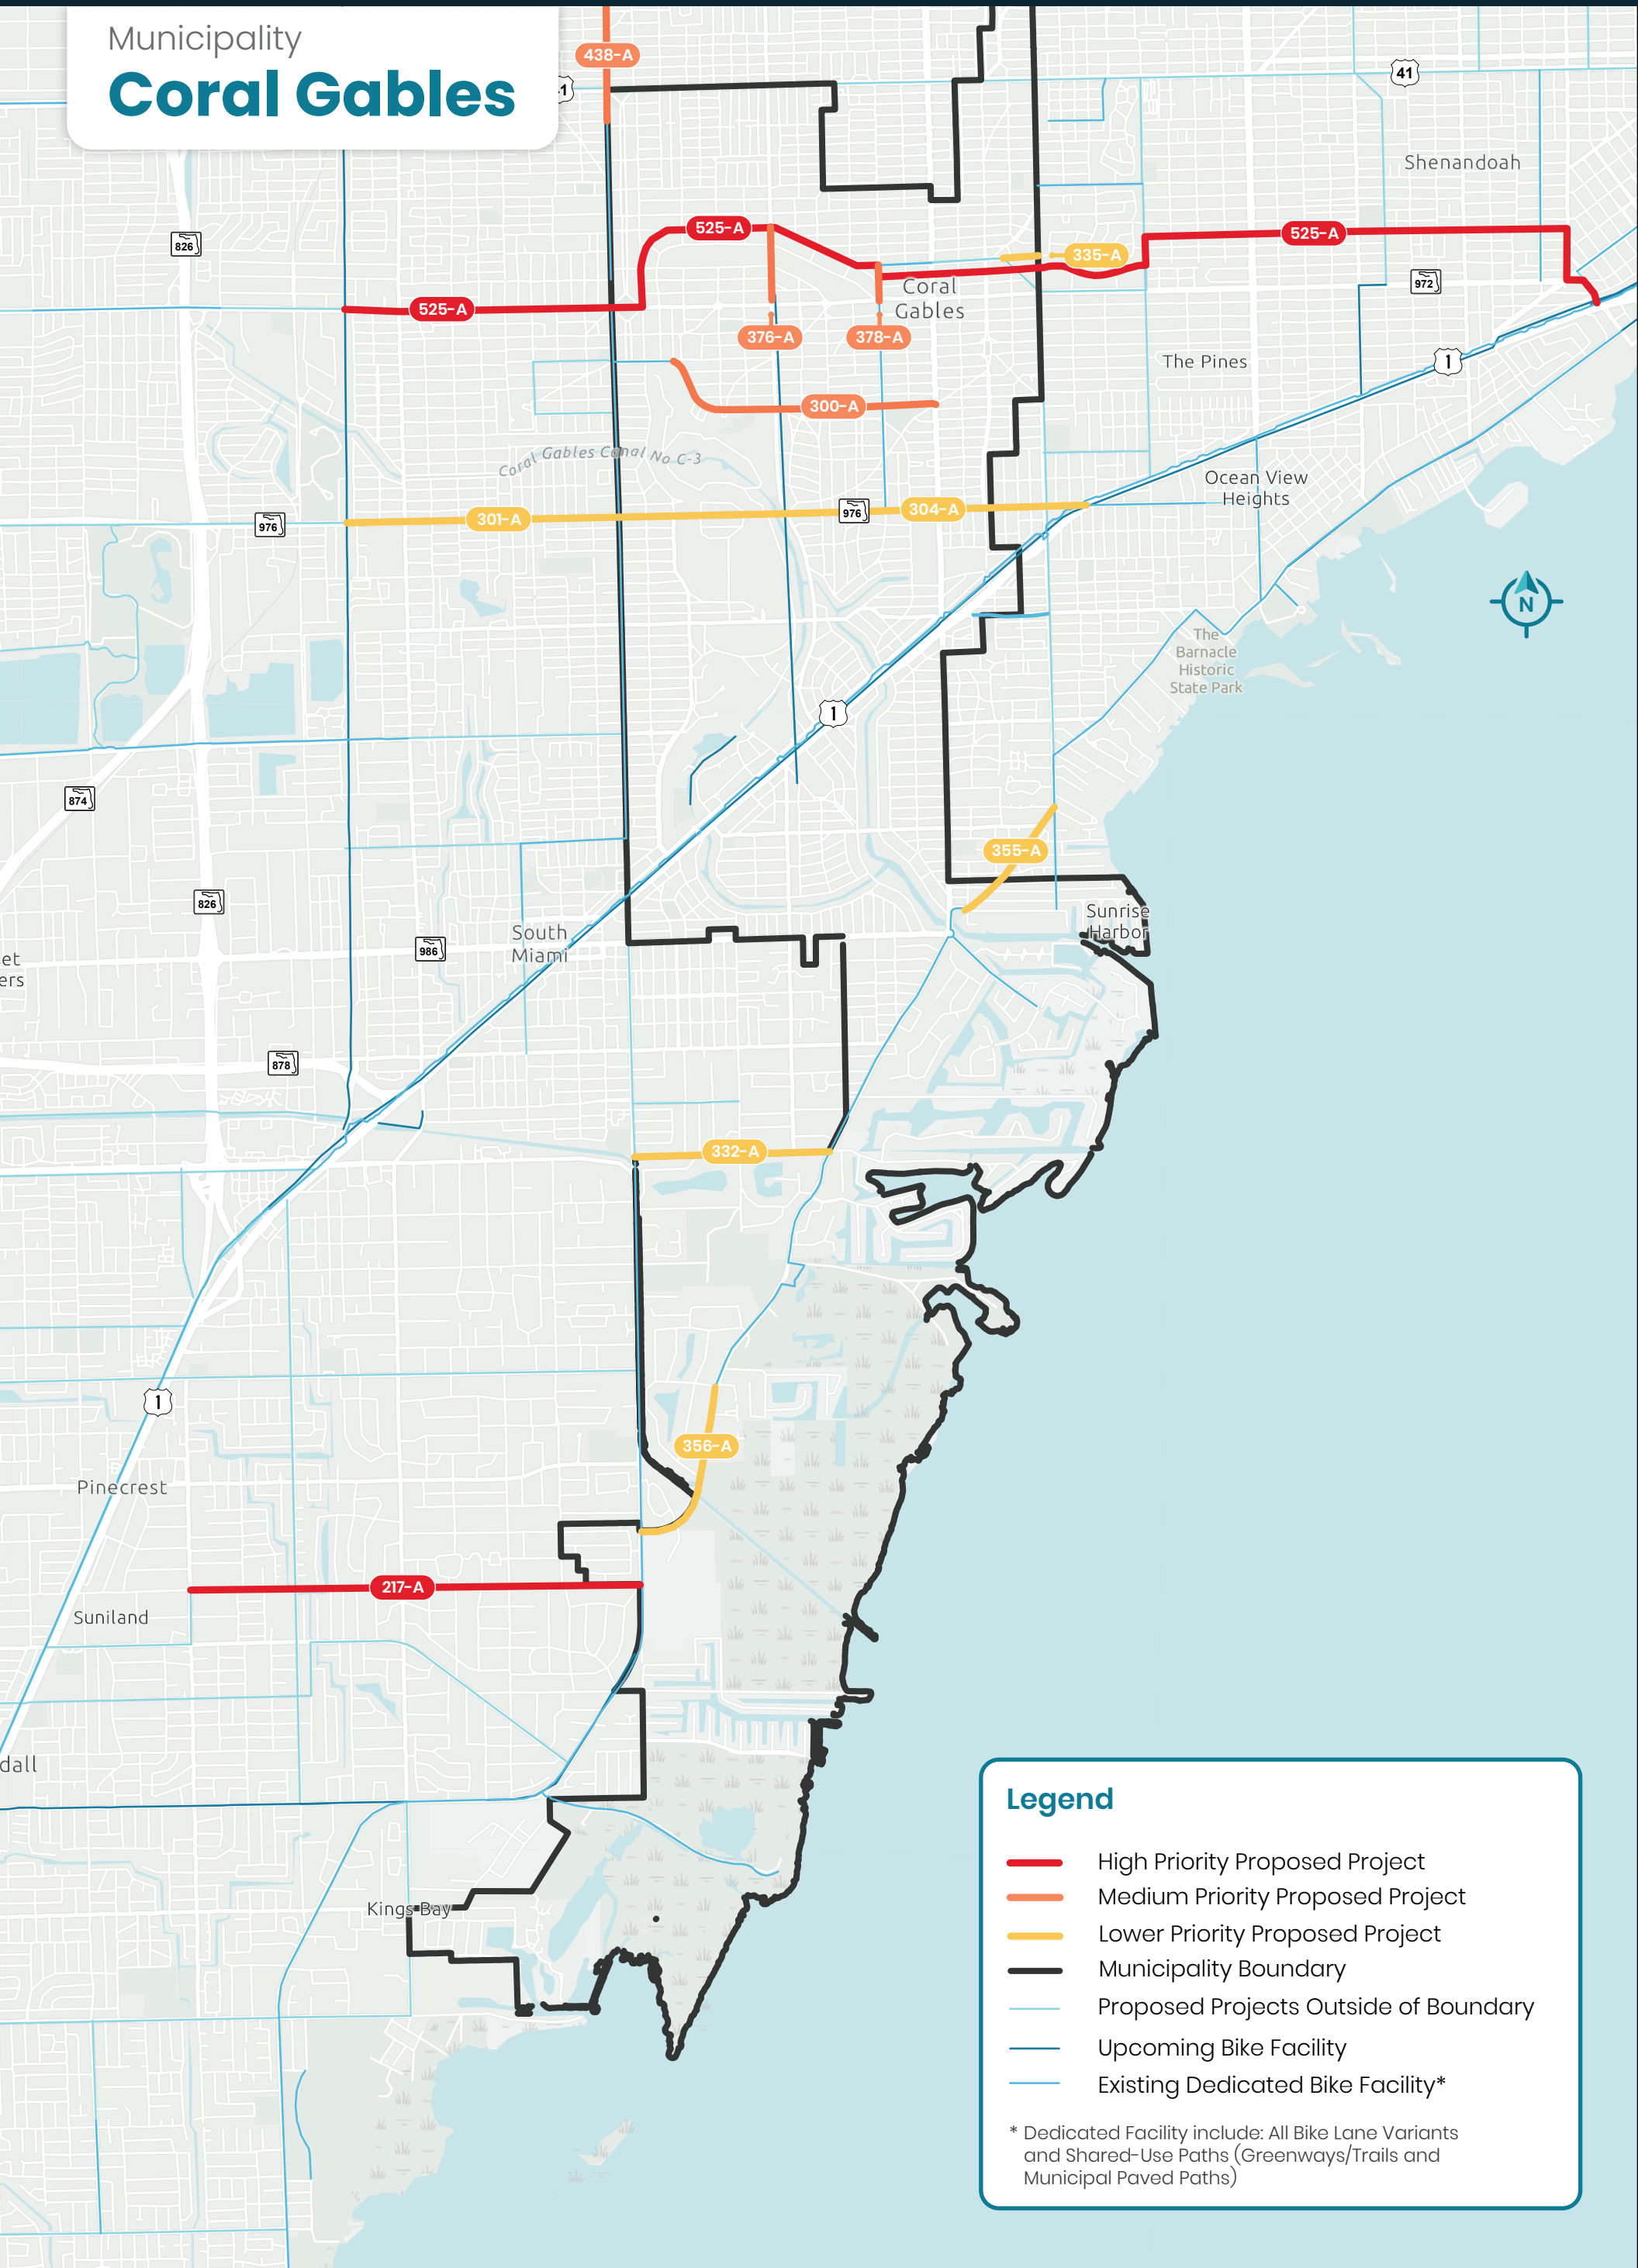 Municipality
Coral Gables
438-A
41
Shenandoah
826
525-A
525-A
335-A
972
Coral
Gables
525-A
376-A
378-A
The Pines
1
300-A
Coral Gables Canal No C-3
Ocean View
Heights
976
301-A
976
304-A
N
The
Barnacle
Historic
State Park
1
874
355-A
826
Sunrise
Harbor
South
Miami
986
et
ers
878
332-A
1
356-A
Pinecrest
217-A
Suniland
dall
Kings Bay
Legend
High Priority Proposed Project
Medium Priority Proposed Project
Lower Priority Proposed Project
Municipality Boundary
Proposed Projects Outside of Boundary
Upcoming Bike Facility
Existing Dedicated Bike Facility*
* Dedicated Facility include: All Bike Lane Variants
and Shared-Use Paths (Greenways/Trails and
Municipal Paved Paths)